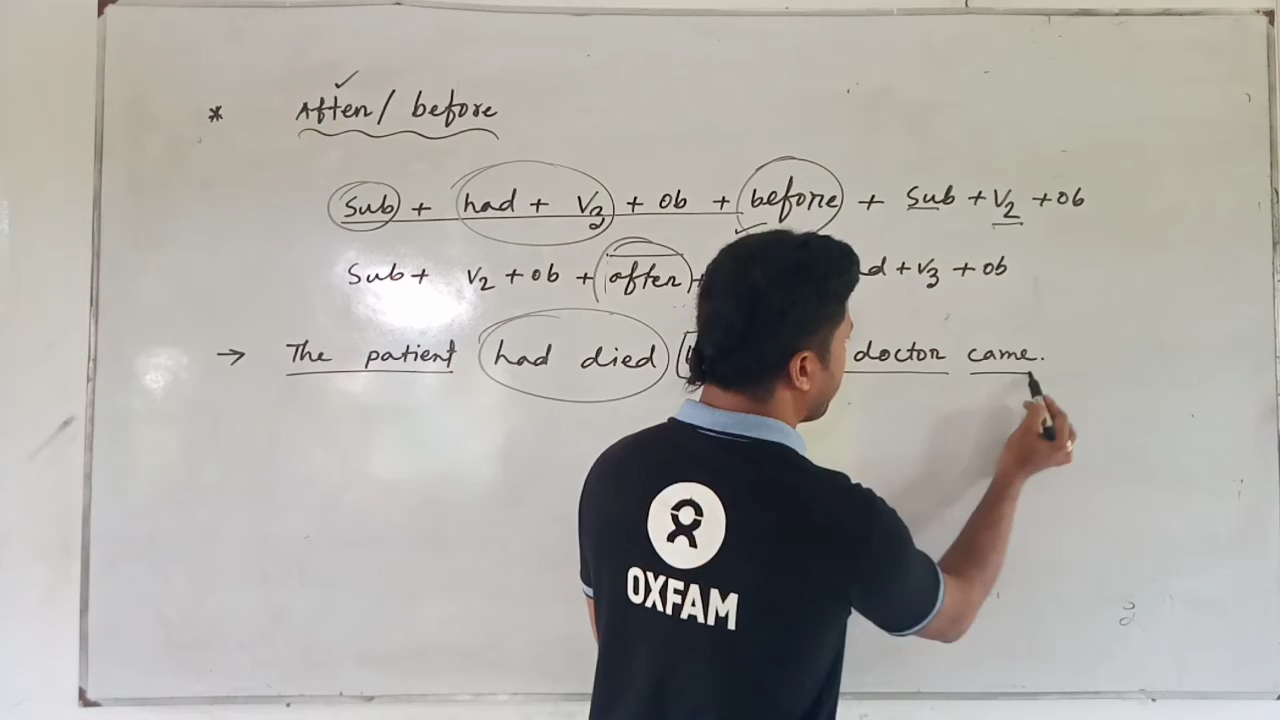 * After/ before
Sub + had + V3 + ob + before + Sub + V2 + ob
Sub + V2 + ob + after + d + V3 + ob
→ The patient had died doctor came.
OXFAM